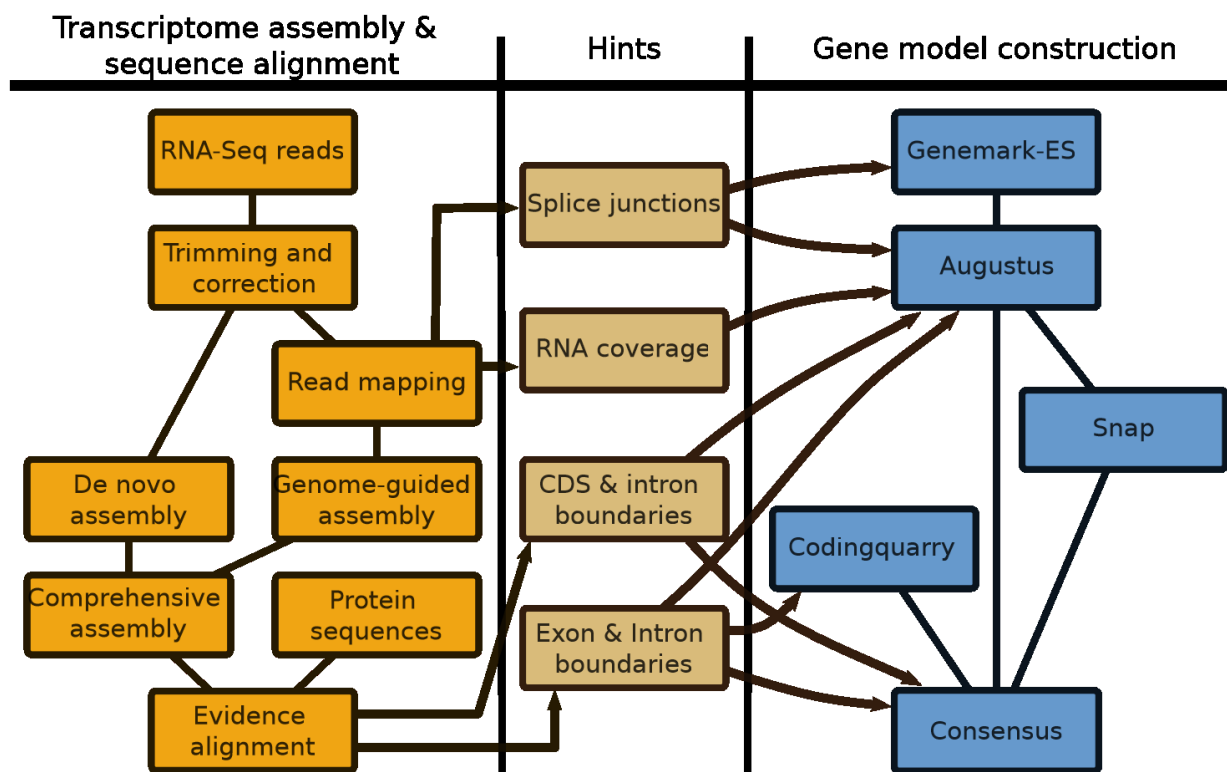 Transcriptome assembly &
sequence alignment
Hints
Gene model construction
RNA-Seq reads
Trimming and
correction
Read mapping
De novo
assembly
Genome-guided
assembly
Comprehensive
assembly
Protein
sequences
Evidence
alignment
Splice junctions
RNA coverage
CDS & intron
boundaries
Exon & Intron
boundaries
Genemark-ES
Augustus
Snap
Codingquarry
Consensus